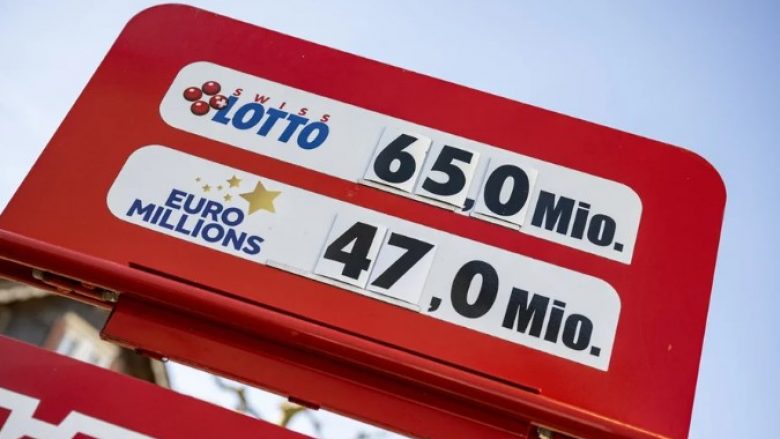 SWISS
LOTTO 65,0 Mio.
EURO
MILLIONS 47,0 Mio.